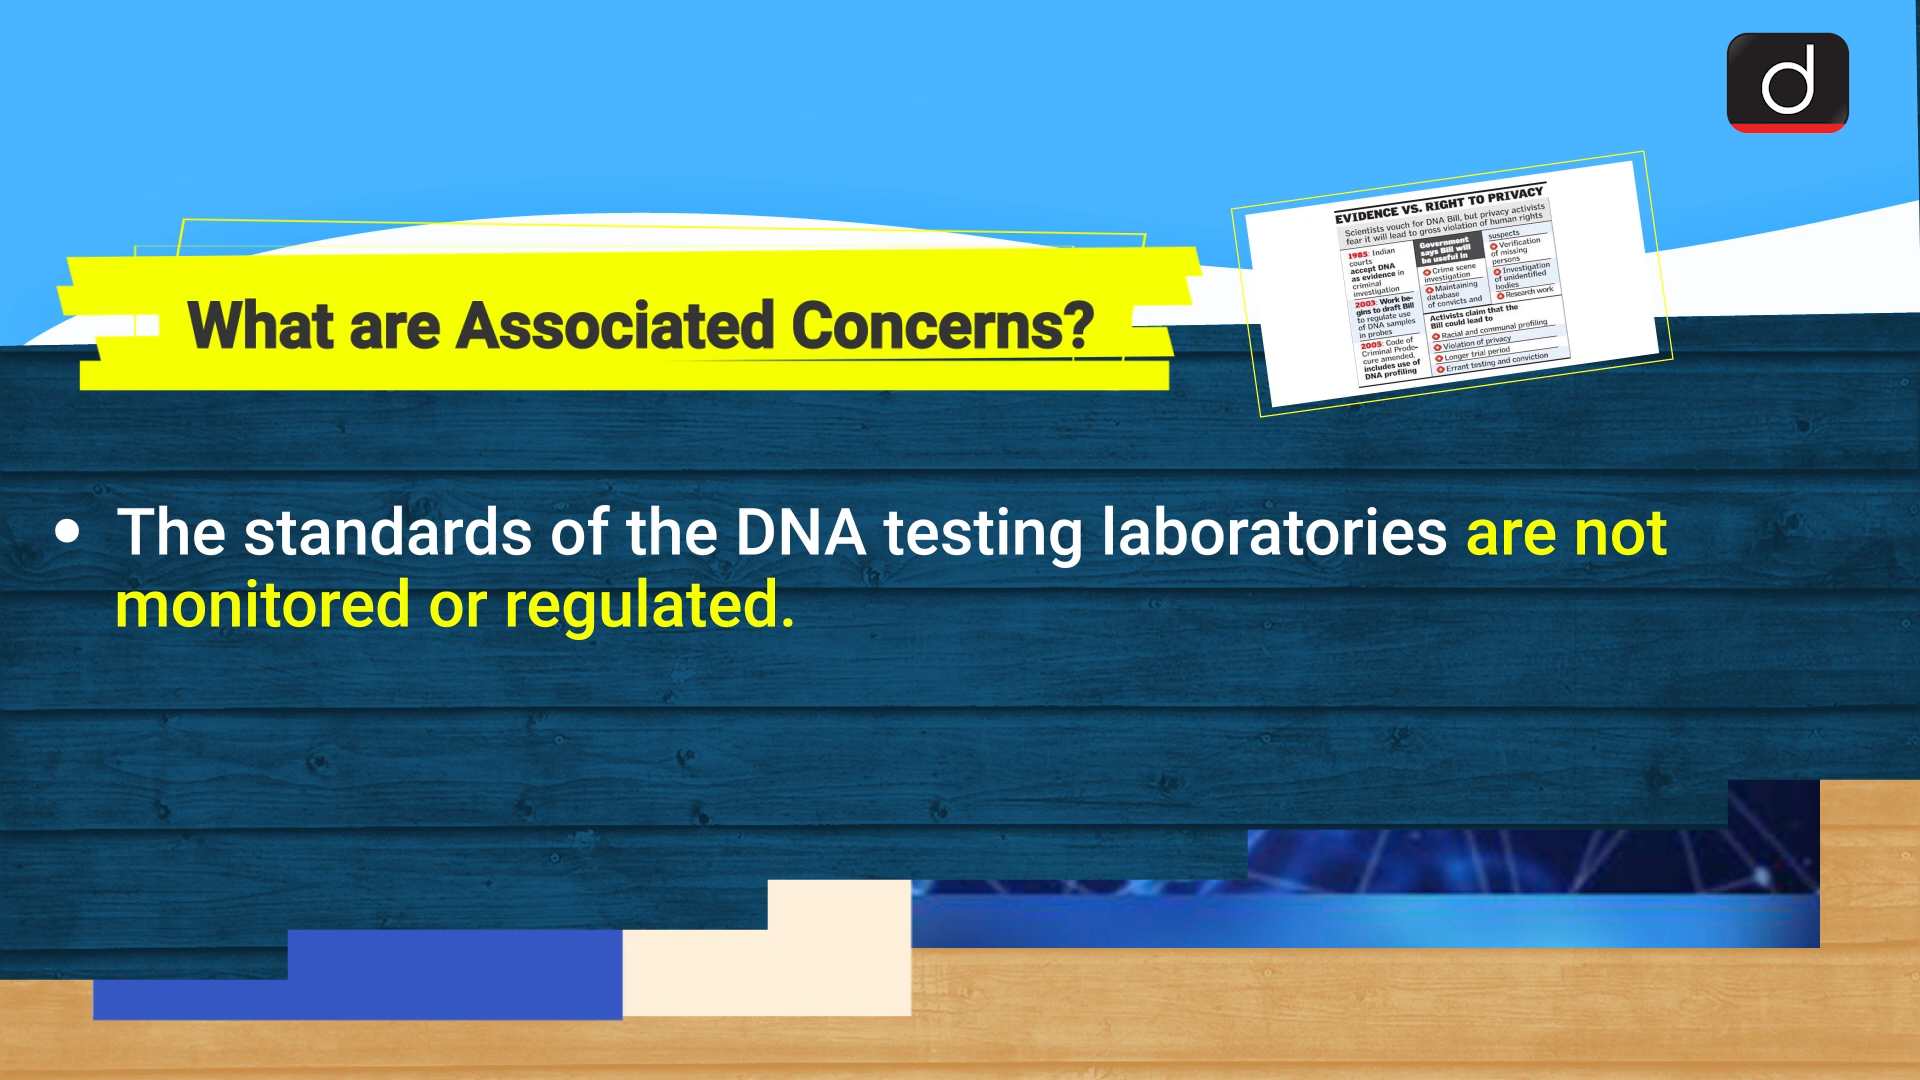 d
EVIDENCE VS. RIGHT TO PRIVACY
Scientists vouch for DNA Bill, but privacy activists
fear it will lead to gross violation of human rights
1985: Indian
courts
accept DNA
as evidence in
criminal
investigation
2003: Work be-
gins to draft Bill
to regulate use
of DNA samples
in probes
2005: Code of
Criminal Proce-
cure amended,
includes use of
DNA profiling
Government
says Bill will
be useful in
Crime scene
investigation
Maintaining
database
of convicts and
suspects
Verification
of missing
persons
Investigation
of unidentified
bodies
Research work
Activists claim that the
Bill could lead to
Racial and communal profiling
Violation of privacy
Longer trial period
Errant testing and conviction
What are Associated Concerns?
• The standards of the DNA testing laboratories are not
monitored or regulated.